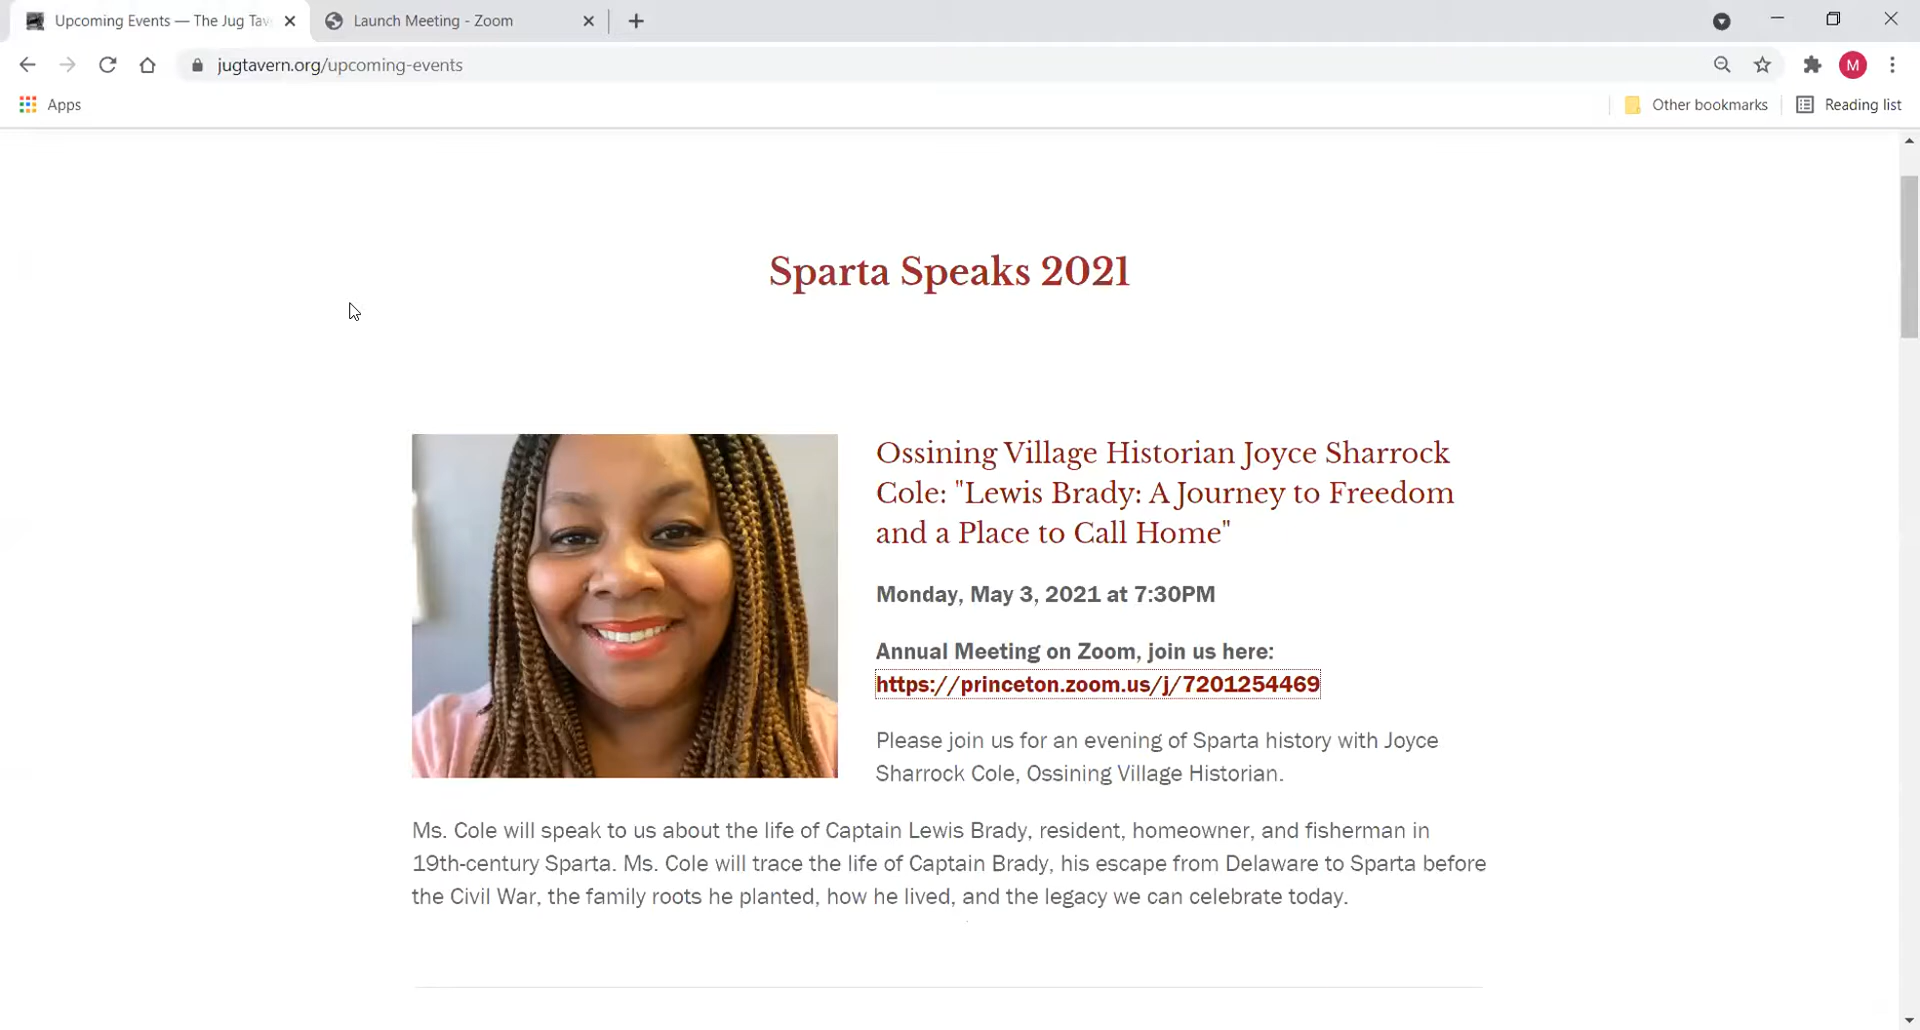 Upcoming Events — The Jug Tav
Launch Meeting - Zoom
jugtavern.org/upcoming-events
M
Apps
Other bookmarks
Reading list
Sparta Speaks 2021
Ossining Village Historian Joyce Sharrock
Cole: "Lewis Brady: A Journey to Freedom
and a Place to Call Home"
Monday, May 3, 2021 at 7:30PM
Annual Meeting on Zoom, join us here:
https://princeton.zoom.us/j/7201254469
Please join us for an evening of Sparta history with Joyce
Sharrock Cole, Ossining Village Historian.
Ms. Cole will speak to us about the life of Captain Lewis Brady, resident, homeowner, and fisherman in
19th-century Sparta. Ms. Cole will trace the life of Captain Brady, his escape from Delaware to Sparta before
the Civil War, the family roots he planted, how he lived, and the legacy we can celebrate today.